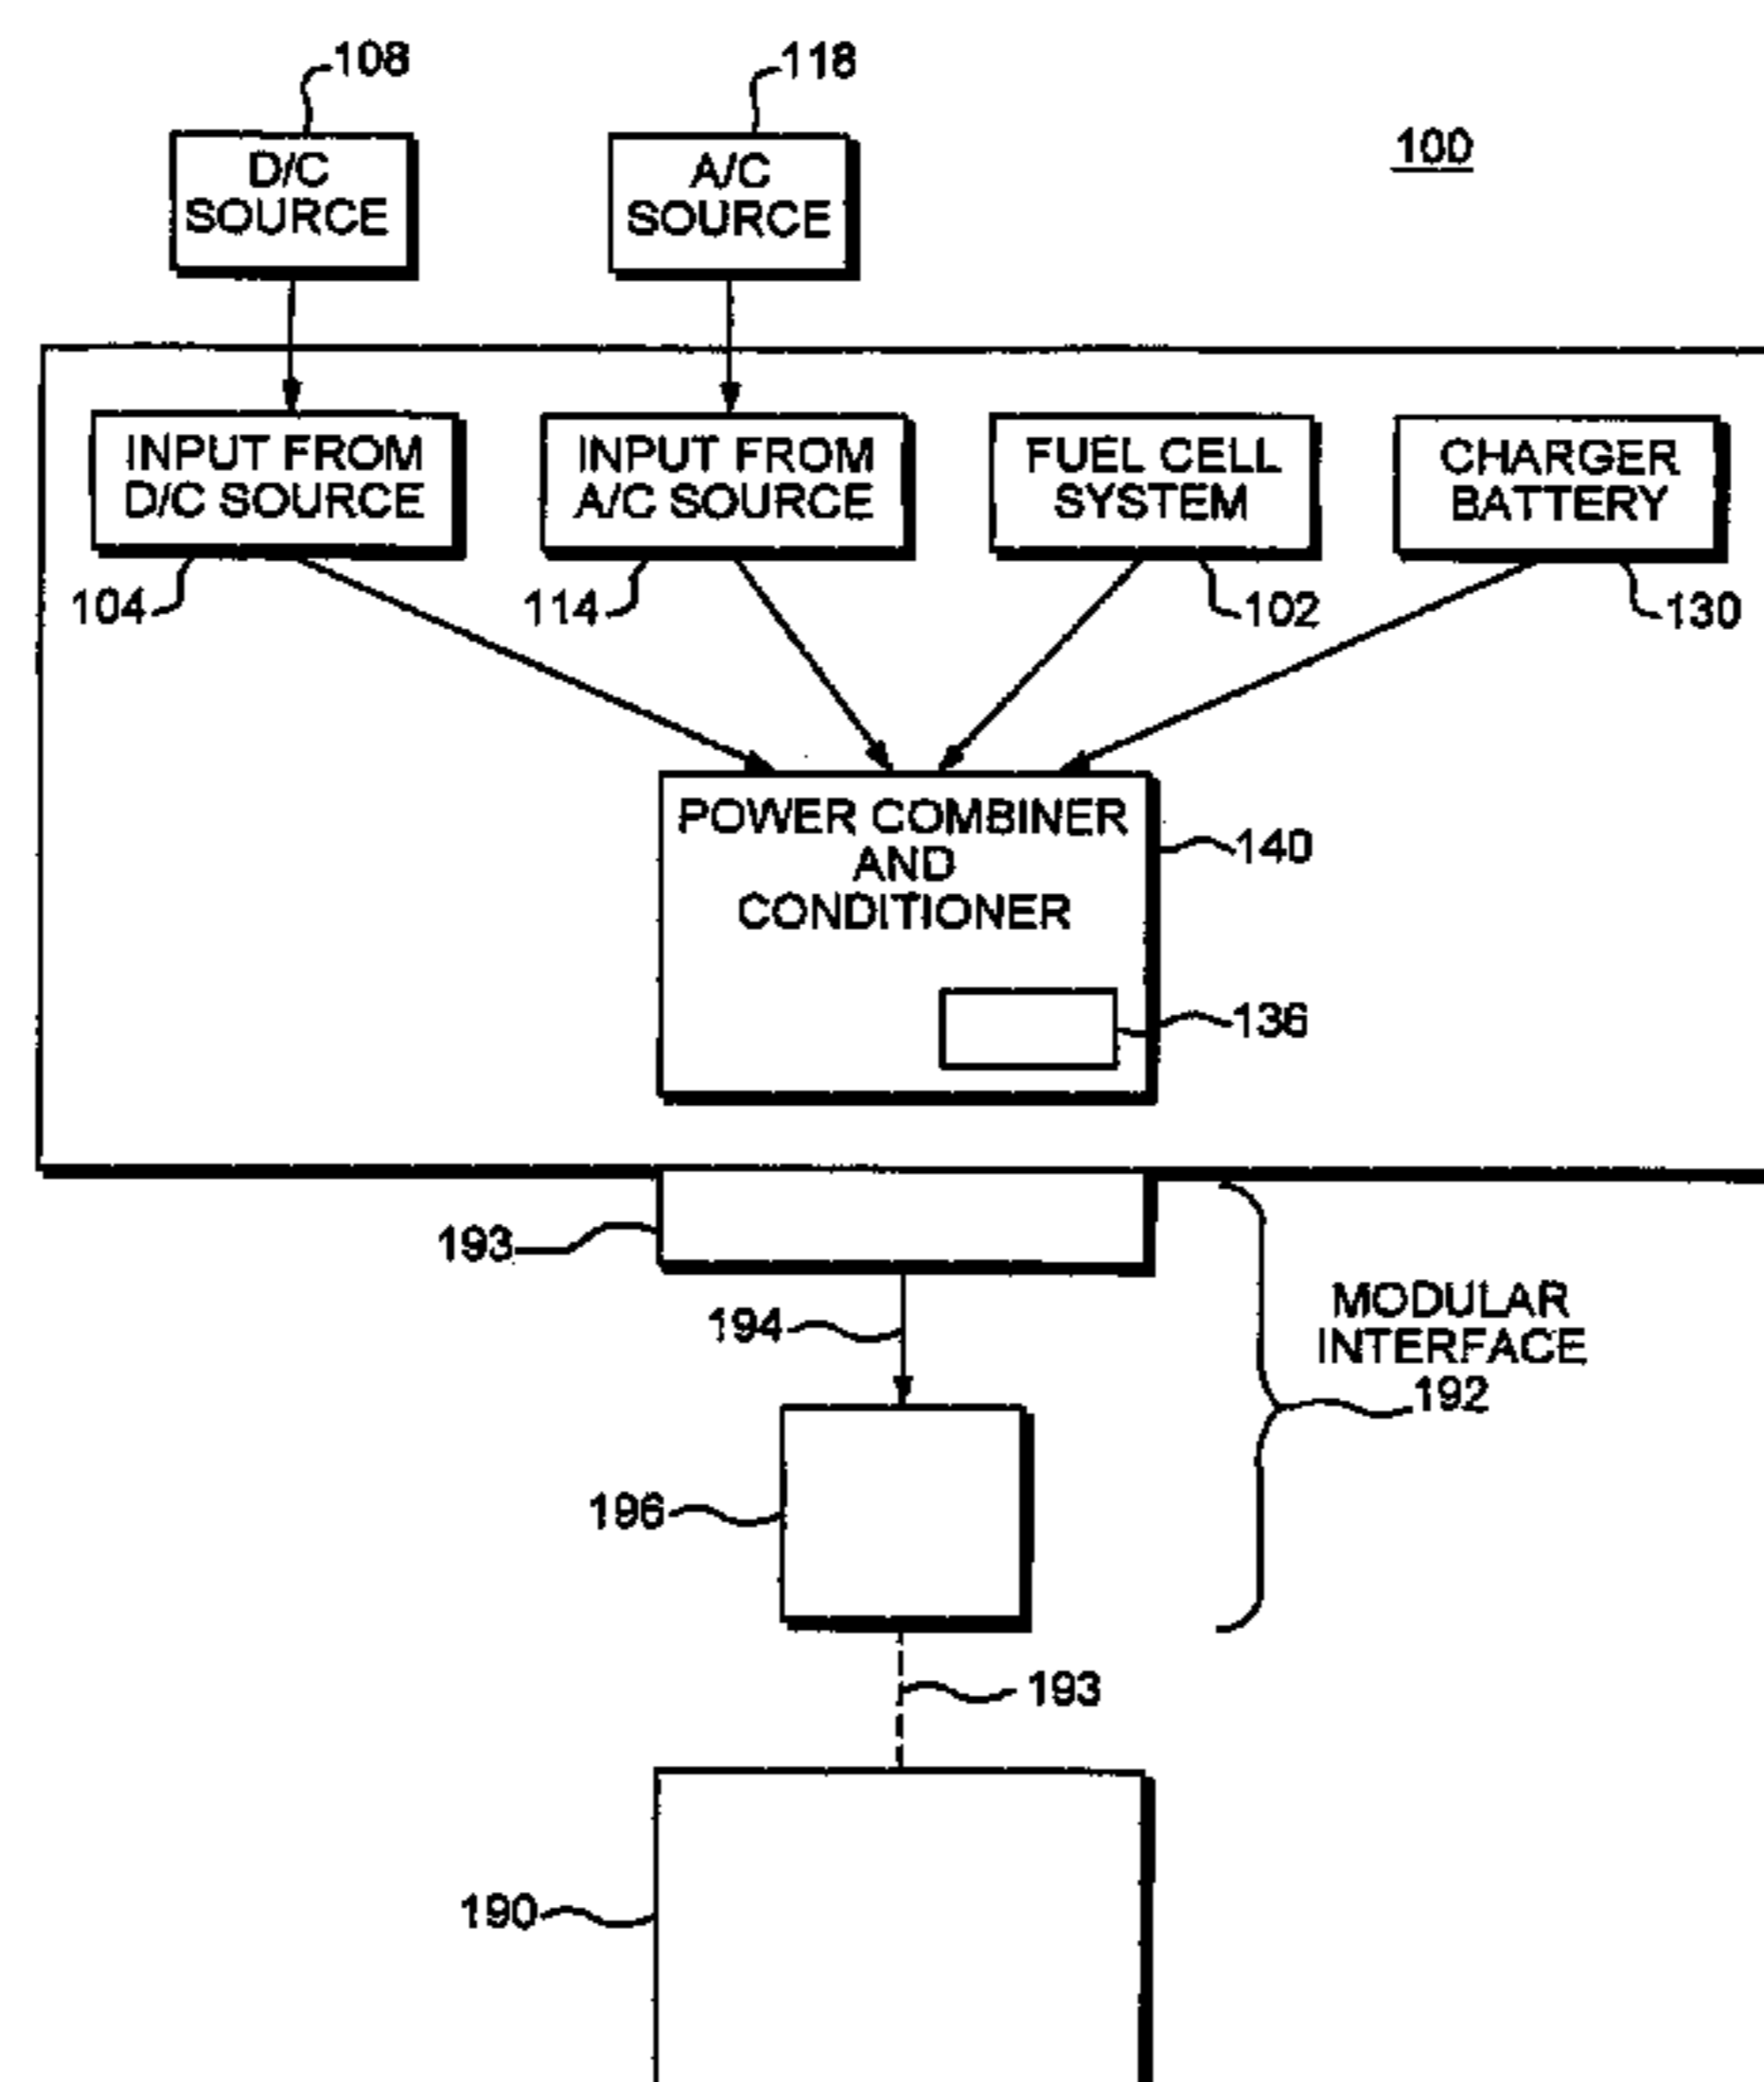 108
118
100
D/C
SOURCE
A/C
SOURCE
INPUT FROM
D/C SOURCE
INPUT FROM
A/C SOURCE
FUEL CELL
SYSTEM
CHARGER
BATTERY
104
114
102
130
POWER COMBINER
AND
CONDITIONER
140
136
193
194
MODULAR
INTERFACE
192
196
193
190